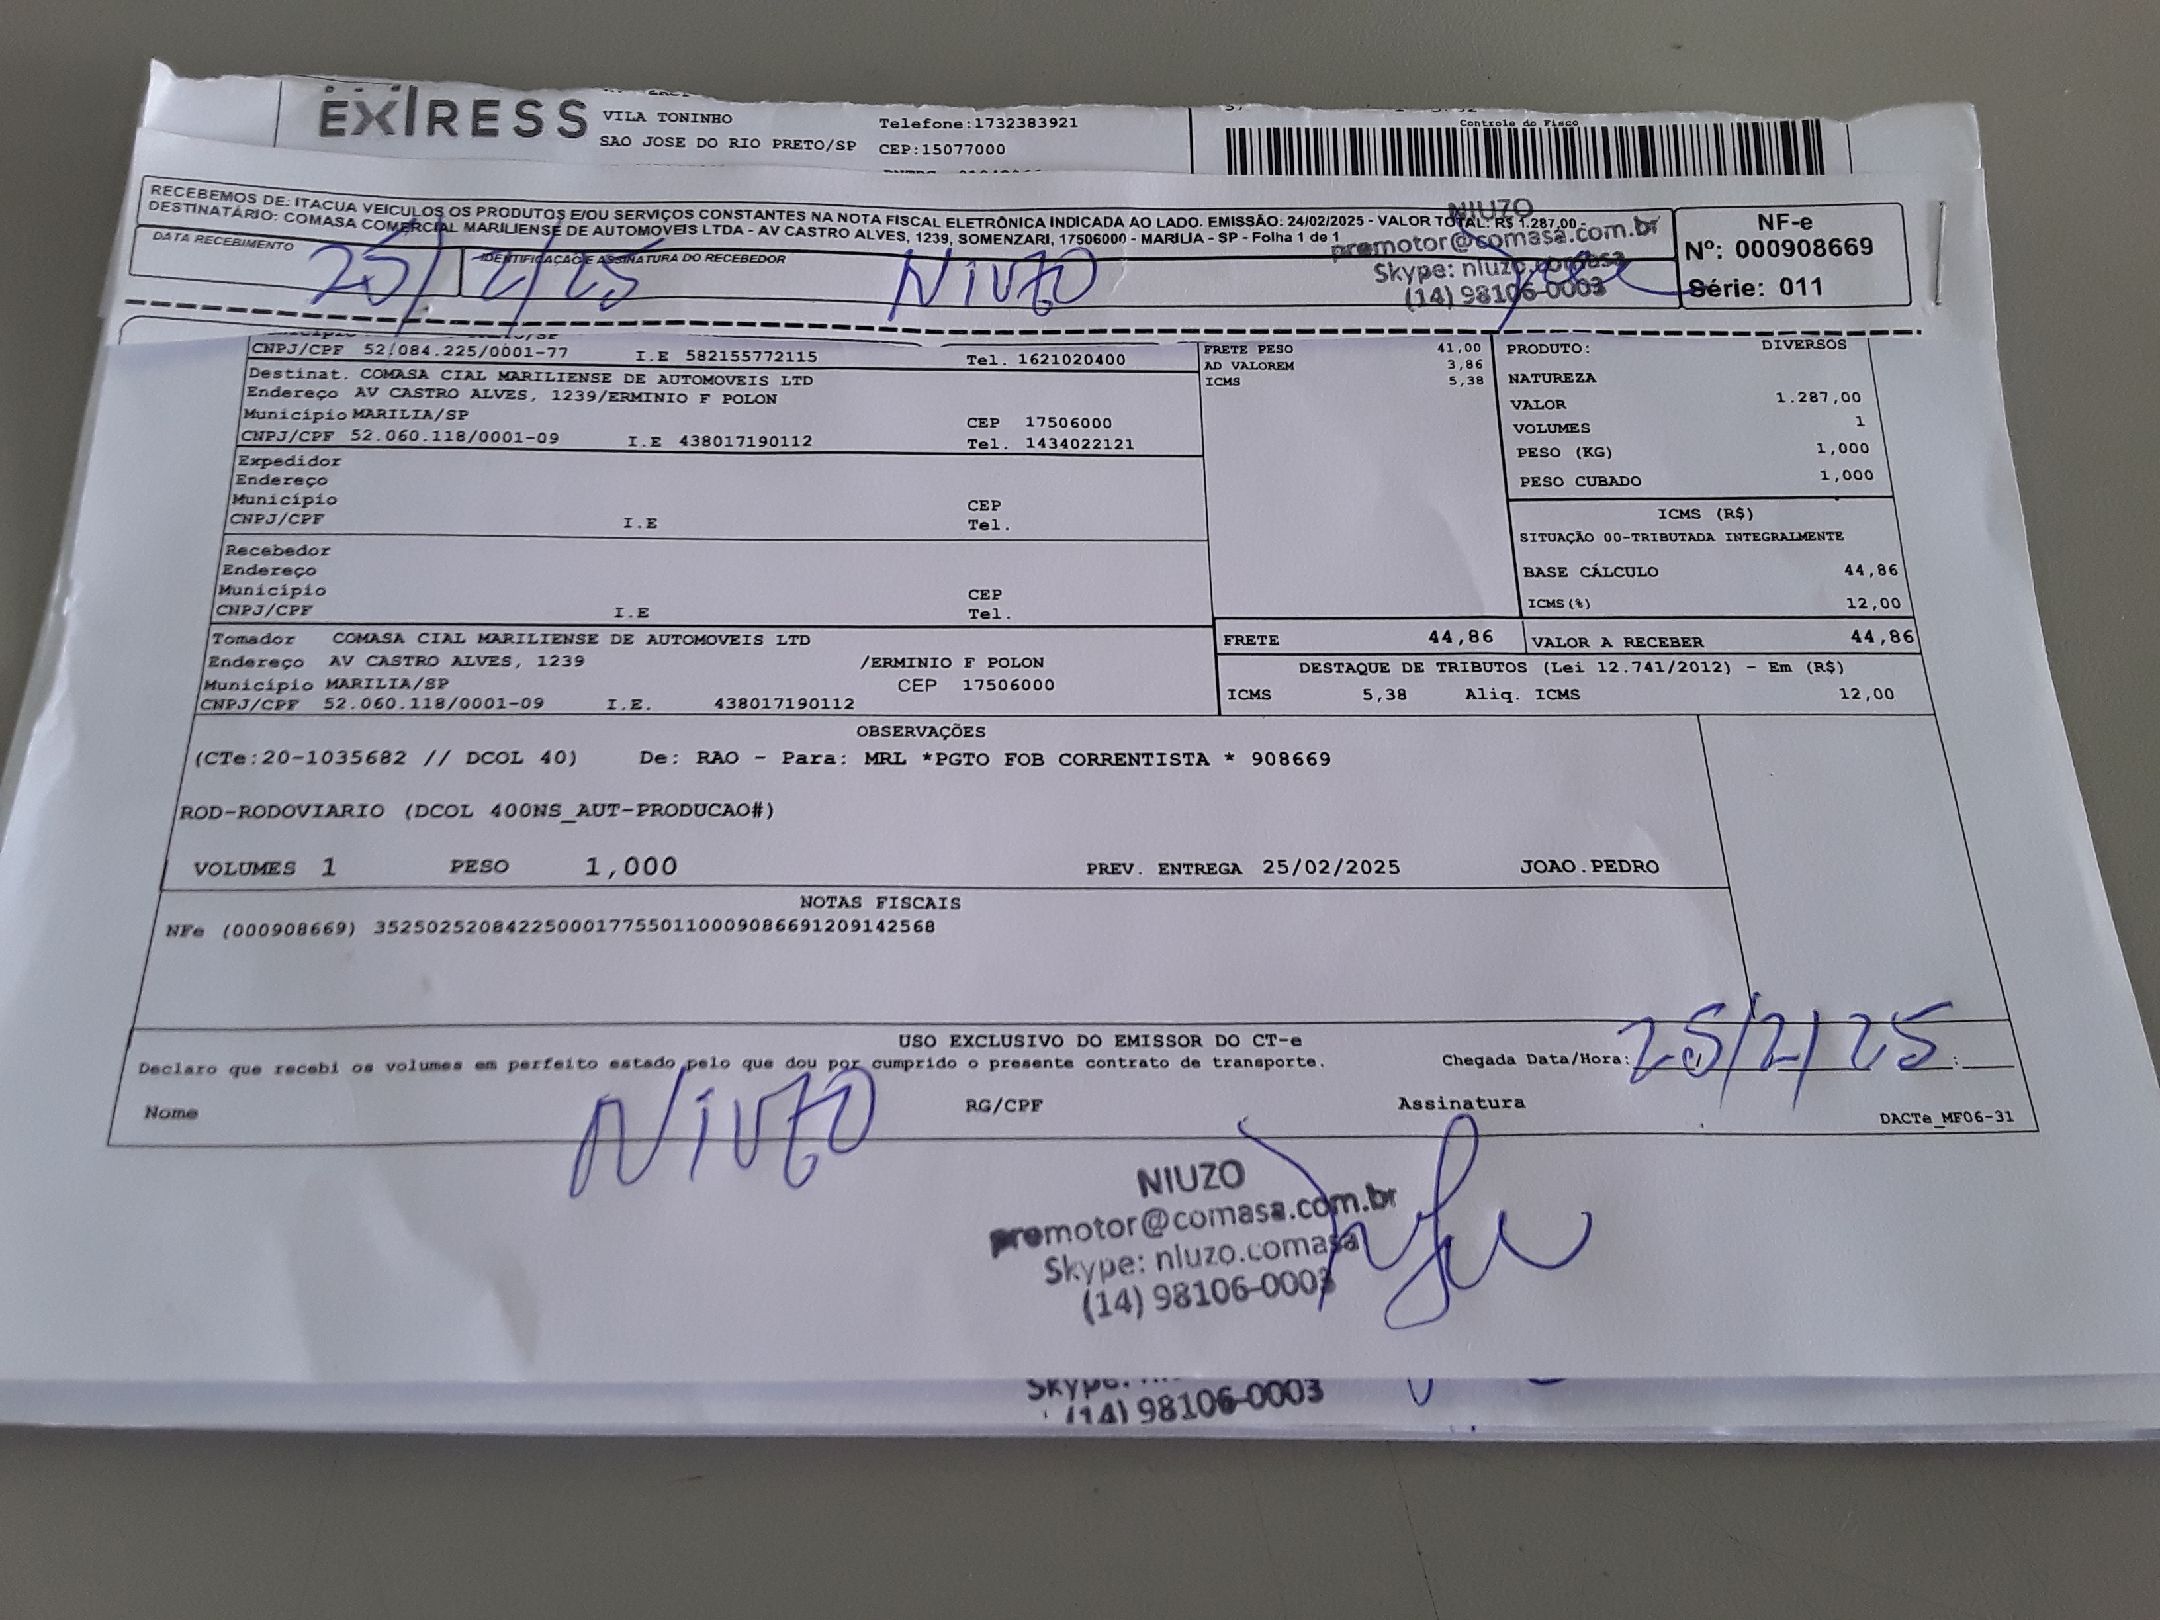 EXIRESS
VILA TONINHO
SAO JOSE DO RIO PRETO/SP
Telefone:1732383921
CEP:15077000
Controle do Fisco
RECEBEMOS DE: ITACUA VEICULOS OS PRODUTOS E/OU SERVIÇOS CONSTANTES NA NOTA FISCAL ELETRÔNICA INDICADA AO LADO. EMISSÃO: 24/02/2025 - VALOR TOTAL: R$ 1.287,00 -
DESTINATÁRIO: COMASA COMERCIAL MARILIENSE DE AUTOMOVEIS LTDA - AV CASTRO ALVES, 1239, SOMENZARI, 17506000 - MARILIA - SP - Folha 1 de 1
DATA RECEBIMENTO
25/2/25
IDENTIFICAÇÃO E ASSINATURA DO RECEBEDOR
NIUZO
NIUZO
premotor@comasa.com.br
Skype: niuzo.comasa
(14) 98106-0003
NF-e
Nº: 000908669
Série: 011
CNPJ/CPF 52/084.225/0001-77 I.E 582155772115 Tel. 1621020400
Destinat. COMASA CIAL MARILIENSE DE AUTOMOVEIS LTD
Endereço AV CASTRO ALVES, 1239/ERMINIO F POLON
Município MARILIA/SP CEP 17506000
CNPJ/CPF 52.060.118/0001-09 I.E 438017190112 Tel. 1434022121
Expedidor
Endereço
Município CEP
CNPJ/CPF I.E Tel.
Recebedor
Endereço
Município CEP
CNPJ/CPF I.E Tel.
Tomador COMASA CIAL MARILIENSE DE AUTOMOVEIS LTD
Endereço AV CASTRO ALVES, 1239 /ERMINIO F POLON
Município MARILIA/SP CEP 17506000
CNPJ/CPF 52.060.118/0001-09 I.E. 438017190112
FRETE PESO 41,00
AD VALOREM 3,86
ICMS 5,38
PRODUTO: DIVERSOS
NATUREZA
VALOR 1.287,00
VOLUMES 1
PESO (KG) 1,000
PESO CUBADO 1,000
ICMS (R$)
SITUAÇÃO 00-TRIBUTADA INTEGRALMENTE
BASE CÁLCULO 44,86
ICMS(%) 12,00
FRETE 44,86 VALOR A RECEBER 44,86
DESTAQUE DE TRIBUTOS (Lei 12.741/2012) - Em (R$)
ICMS 5,38 Aliq. ICMS 12,00
OBSERVAÇÕES
(CTe:20-1035682 // DCOL 40) De: RAO - Para: MRL *PGTO FOB CORRENTISTA * 908669
ROD-RODOVIARIO (DCOL 400NS_AUT-PRODUCAO#)
VOLUMES 1 PESO 1,000 PREV. ENTREGA 25/02/2025 JOAO.PEDRO
NOTAS FISCAIS
NFe (000908669) 35250252084225000177550110009086691209142568
USO EXCLUSIVO DO EMISSOR DO CT-e
Declaro que recebi os volumes em perfeito estado pelo que dou por cumprido o presente contrato de transporte. Chegada Data/Hora: 25/2/25 :
Nome NIUZO RG/CPF Assinatura
DACTe_MF06-31
NIUZO
premotor@comasa.com.br
Skype: niuzo.comasa
(14) 98106-0003
Skype:
(14) 98106-0003